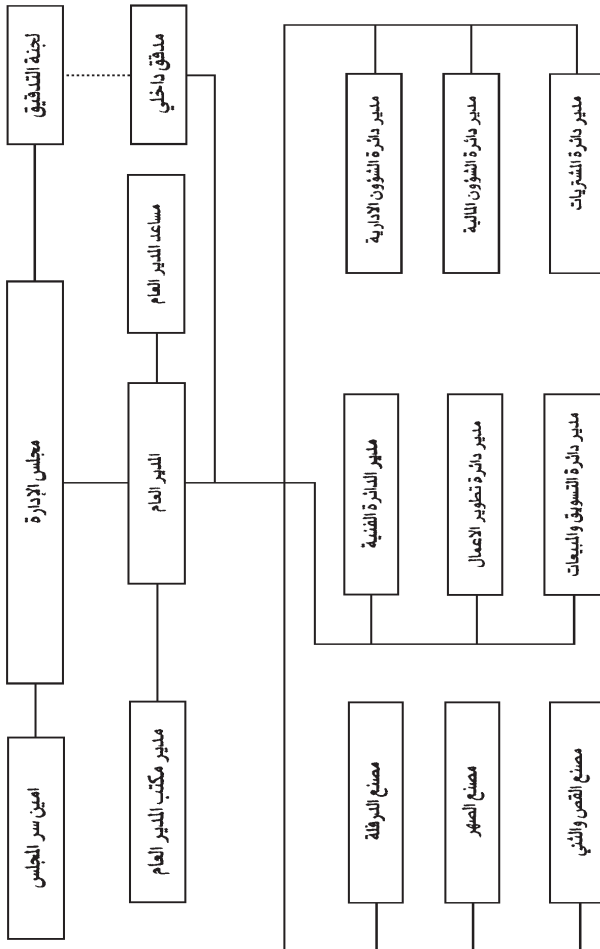 لجنة التدقيق
مجلس الإدارة
امين سر المجلس
مدقق داخلي
مساعد المدير العام
المدير العام
مدير مكتب المدير العام
مدير دائرة الشؤون الادارية
مدير دائرة الشؤون المالية
مدير دائرة المشتريات
مدير الدائرة الفنية
مدير دائرة تطوير الاعمال
مدير دائرة التسويق والمبيعات
مصنع الدرفلة
مصنع الصهر
مصنع القص والثني